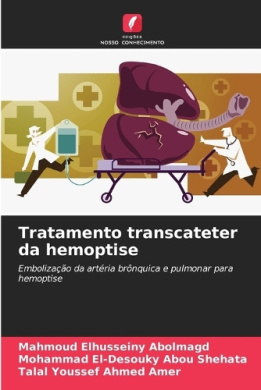 edições
NOSSO CONHECIMENTO
Tratamento transcateter
da hemoptise
Embolização da artéria brônquica e pulmonar para
hemoptise
Mahmoud Elhusseiny Abolmagd
Mohammad El-Desouky Abou Shehata
Talal Youssef Ahmed Amer